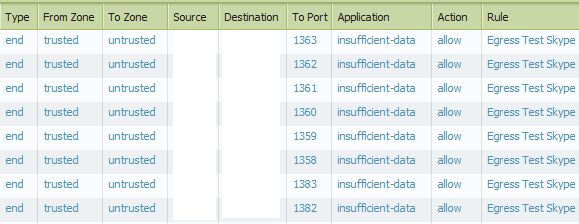 Type From Zone To Zone Source Destination To Port Application Action Rule
end trusted untrusted 1363 insufficient-data allow Egress Test Skype
end trusted untrusted 1362 insufficient-data allow Egress Test Skype
end trusted untrusted 1361 insufficient-data allow Egress Test Skype
end trusted untrusted 1360 insufficient-data allow Egress Test Skype
end trusted untrusted 1359 insufficient-data allow Egress Test Skype
end trusted untrusted 1358 insufficient-data allow Egress Test Skype
end trusted untrusted 1383 insufficient-data allow Egress Test Skype
end trusted untrusted 1382 insufficient-data allow Egress Test Skype